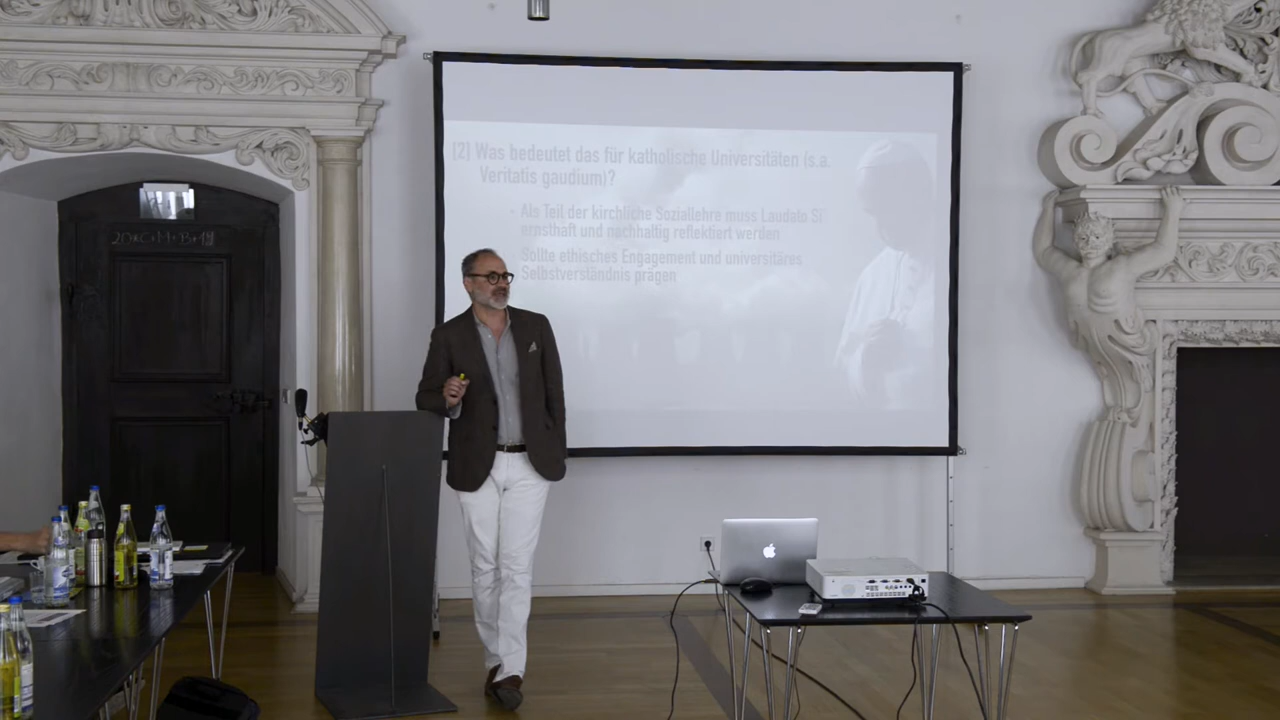 [2] Was bedeutet das für katholische Universitäten (s.a.
Veritatis gaudium)?
• Als Teil der kirchliche Soziallehre muss Laudato Si
ernsthaft und nachhaltig reflektiert werden
Sollte ethisches Engagement und universitäres
Selbstverständnis prägen